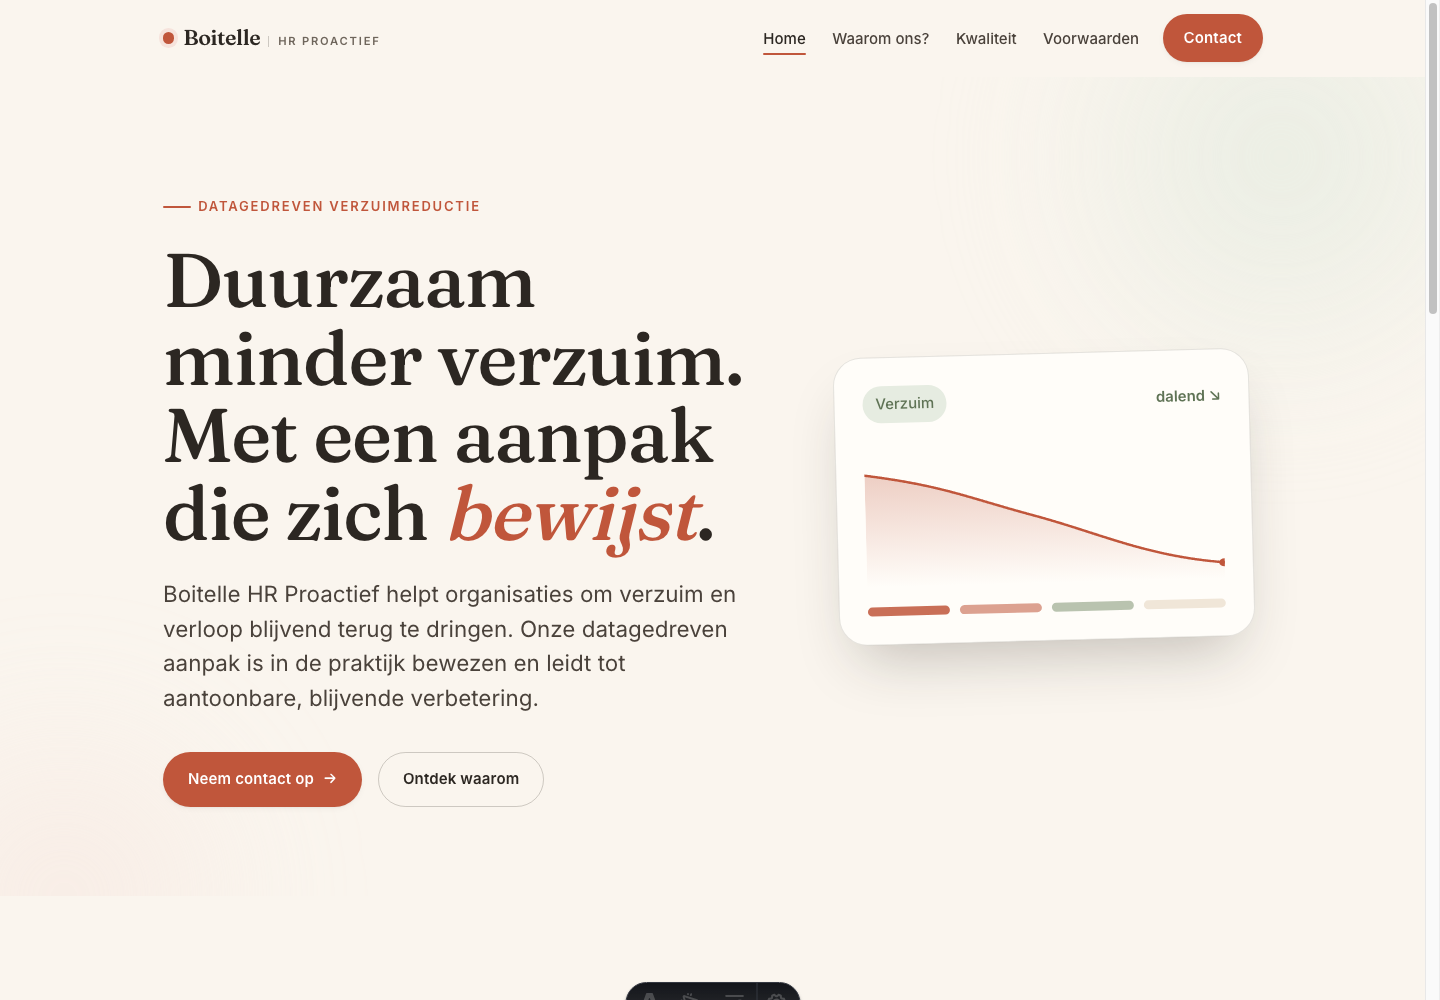 Boitelle | HR PROACTIEF
Home
Waarom ons?
Kwaliteit
Voorwaarden
Contact
DATAGEDREVEN VERZUIMREDUCTIE
Duurzaam
minder verzuim.
Met een aanpak
die zich bewijst.
Verzuim
dalend ↘
Boitelle HR Proactief helpt organisaties om verzuim en
verloop blijvend terug te dringen. Onze datagedreven
aanpak is in de praktijk bewezen en leidt tot
aantoonbare, blijvende verbetering.
Neem contact op →
Ontdek waarom